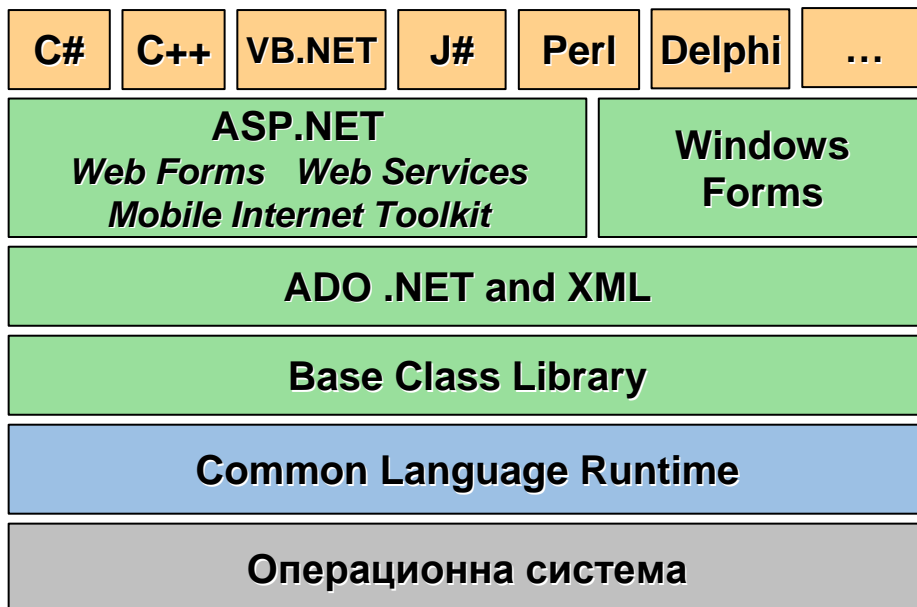 C# C++ VB.NET J# Perl Delphi ...
ASP.NET
Web Forms Web Services
Mobile Internet Toolkit
Windows
Forms
ADO .NET and XML
Base Class Library
Common Language Runtime
Операционна система